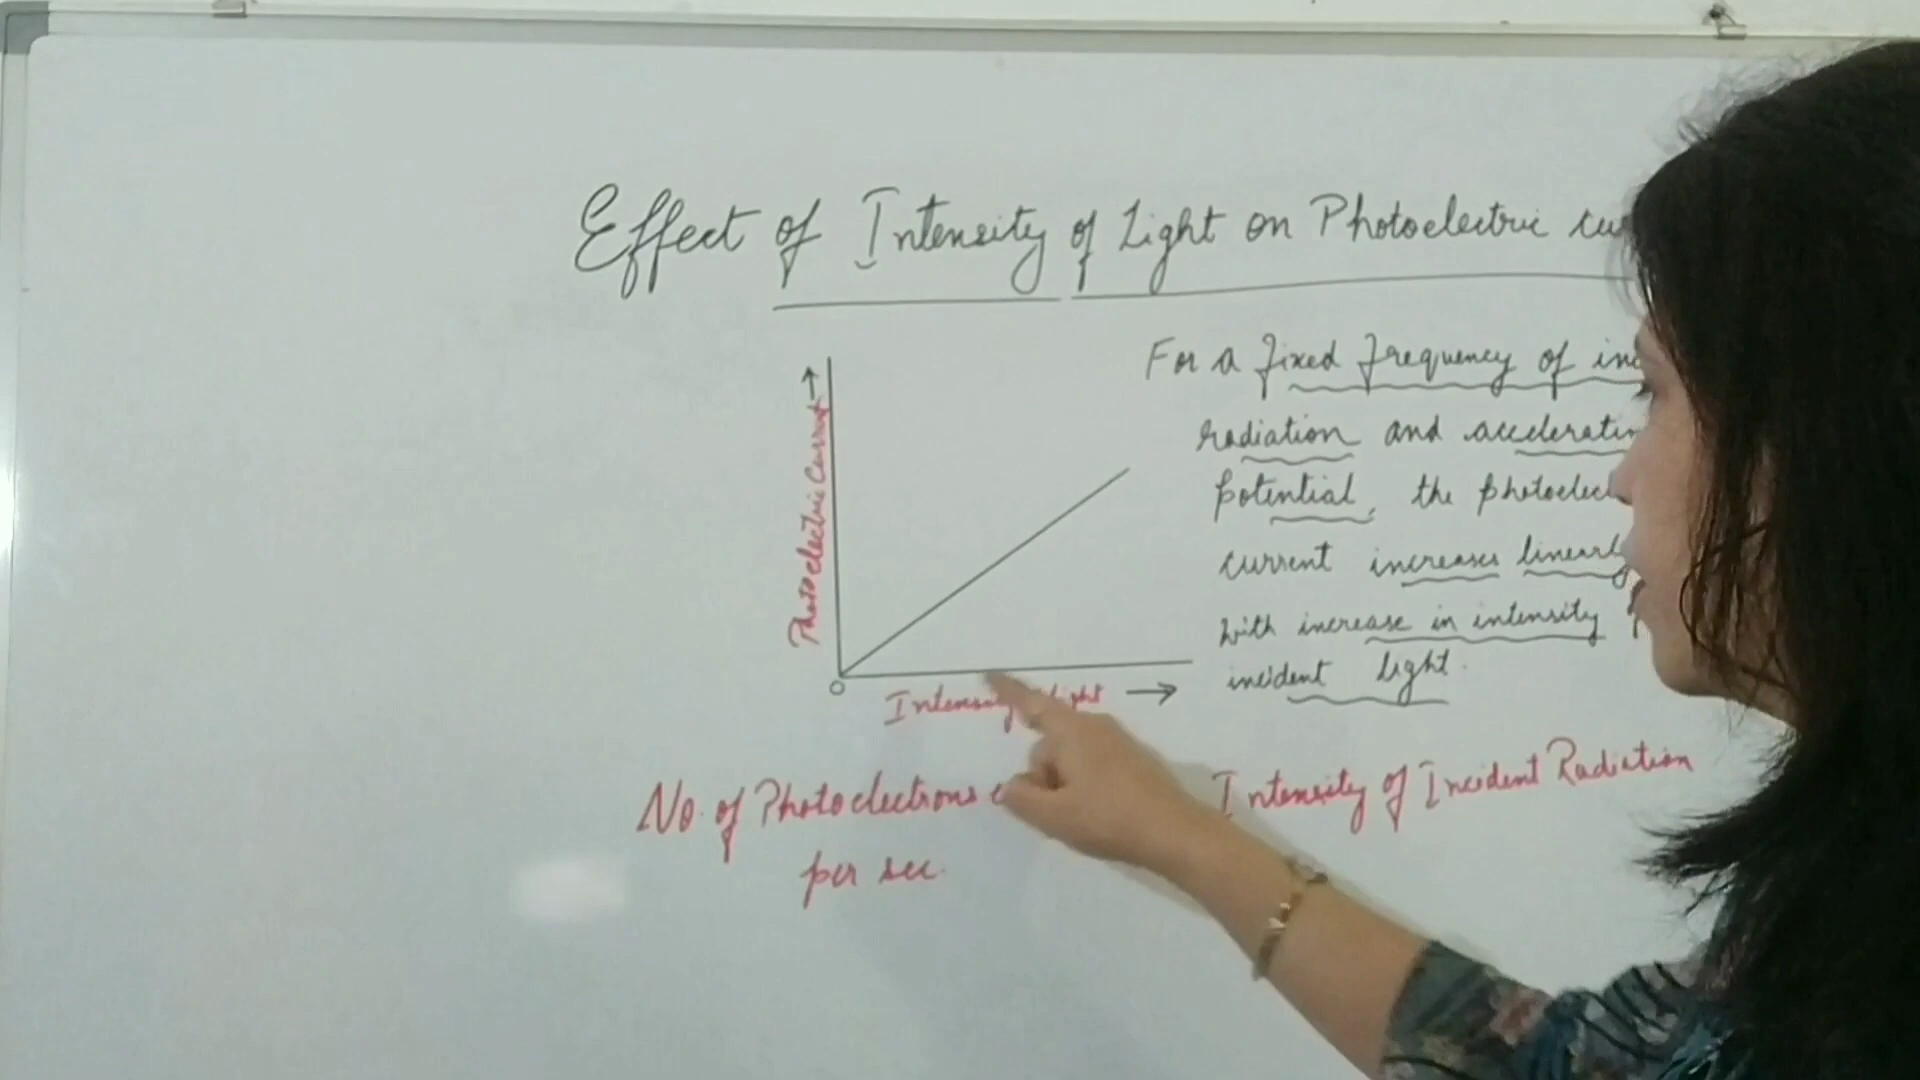 Effect of Intensity of Light on Photoelectric
For a fixed frequency of
radiation and
potential, the
current increases
with increase in intensity
incident light.
Photoelectric Current →
O
→
No. of Photoelectrons
per sec.
Intensity of Incident Radiation